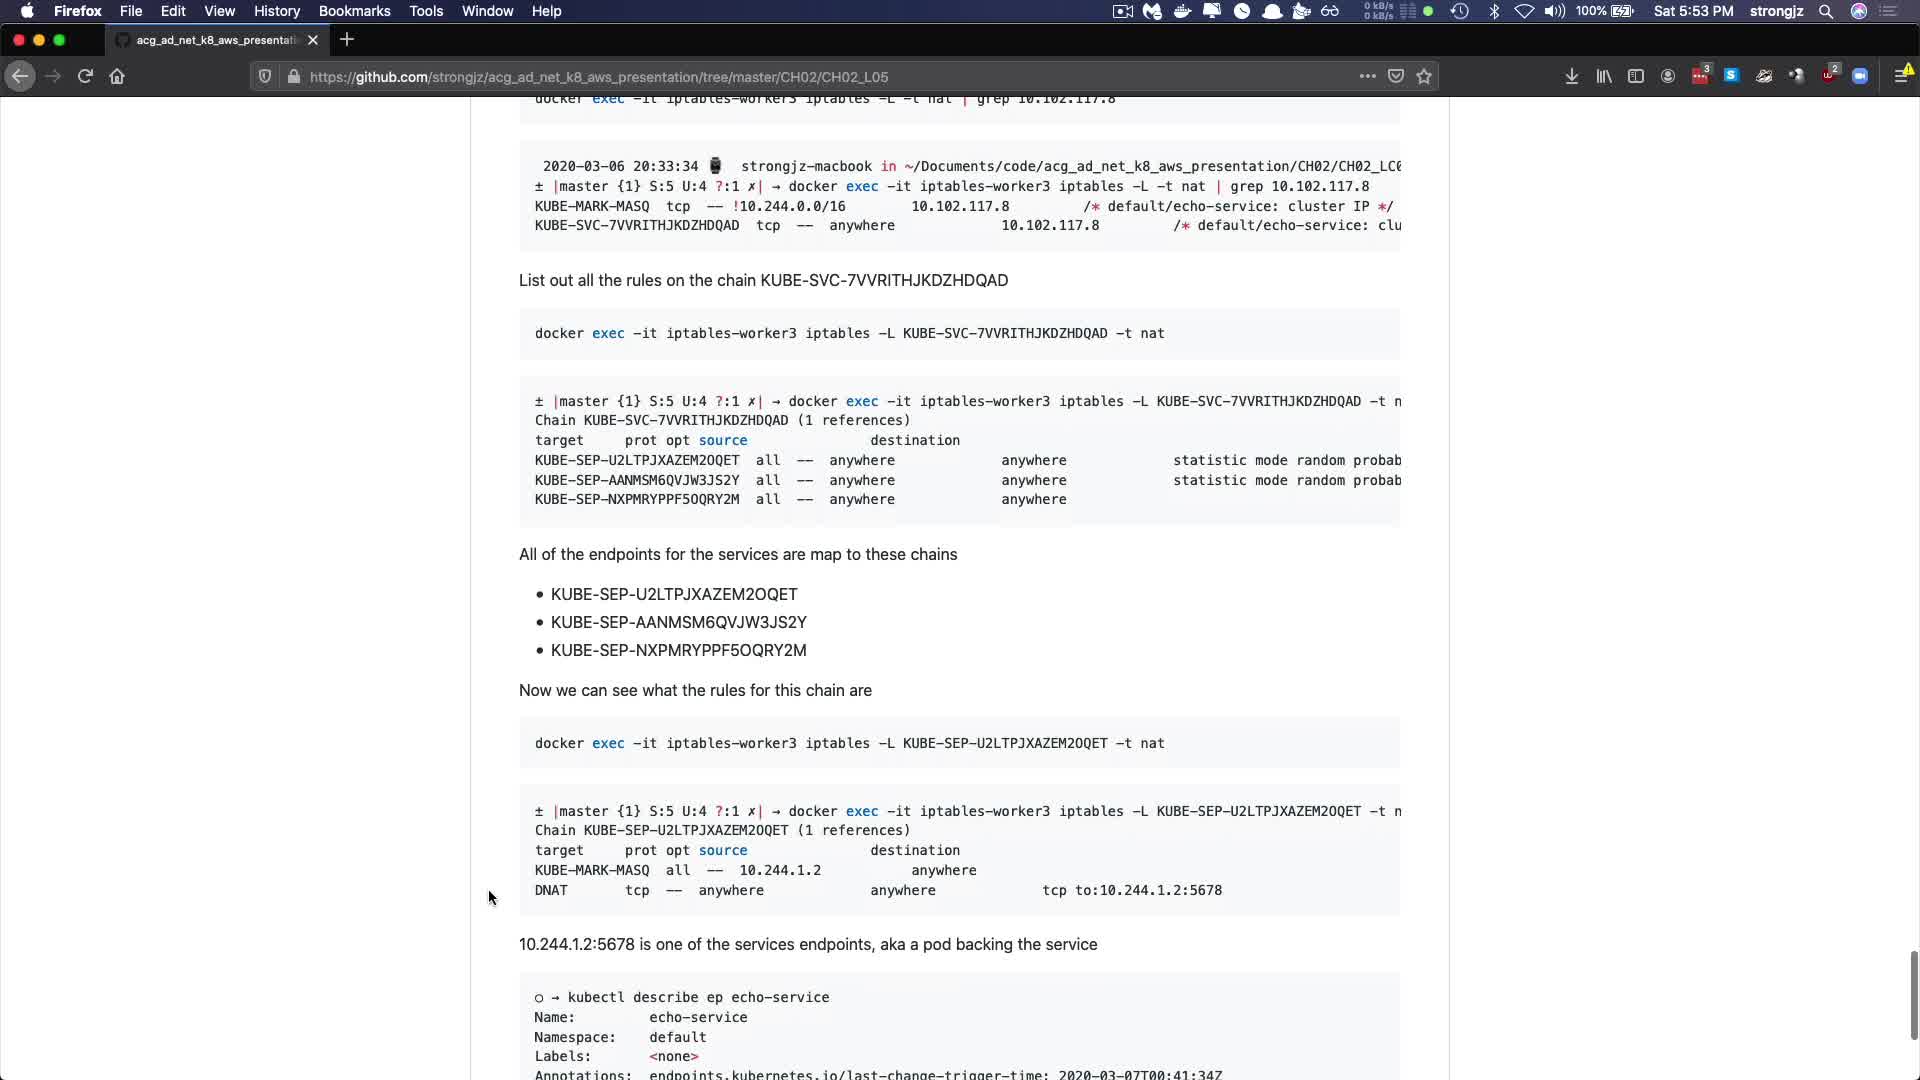 Firefox File Edit View History Bookmarks Tools Window Help 0 kB/s 0 kB/s 100% Sat 5:53 PM strongjz
acg_ad_net_k8_aws_presentati
https://github.com/strongjz/acg_ad_net_k8_aws_presentation/tree/master/CH02/CH02_L05 3 2
docker exec -it iptables-worker3 iptables -L -t nat | grep 10.102.117.8
2020-03-06 20:33:34 strongjz-macbook in ~/Documents/code/acg_ad_net_k8_aws_presentation/CH02/CH02_LC0
± |master {1} S:5 U:4 ?:1 ✗| → docker exec -it iptables-worker3 iptables -L -t nat | grep 10.102.117.8
KUBE-MARK-MASQ tcp -- !10.244.0.0/16 10.102.117.8 /* default/echo-service: cluster IP */
KUBE-SVC-7VVRITHJKDZHDQAD tcp -- anywhere 10.102.117.8 /* default/echo-service: clu
List out all the rules on the chain KUBE-SVC-7VVRITHJKDZHDQAD
docker exec -it iptables-worker3 iptables -L KUBE-SVC-7VVRITHJKDZHDQAD -t nat
± |master {1} S:5 U:4 ?:1 ✗| → docker exec -it iptables-worker3 iptables -L KUBE-SVC-7VVRITHJKDZHDQAD -t n
Chain KUBE-SVC-7VVRITHJKDZHDQAD (1 references)
target prot opt source destination
KUBE-SEP-U2LTPJXAZEM2OQET all -- anywhere anywhere statistic mode random probab
KUBE-SEP-AANMSM6QVJW3JS2Y all -- anywhere anywhere statistic mode random probab
KUBE-SEP-NXPMRYPPF5OQRY2M all -- anywhere anywhere
All of the endpoints for the services are map to these chains
• KUBE-SEP-U2LTPJXAZEM2OQET
• KUBE-SEP-AANMSM6QVJW3JS2Y
• KUBE-SEP-NXPMRYPPF5OQRY2M
Now we can see what the rules for this chain are
docker exec -it iptables-worker3 iptables -L KUBE-SEP-U2LTPJXAZEM2OQET -t nat
± |master {1} S:5 U:4 ?:1 ✗| → docker exec -it iptables-worker3 iptables -L KUBE-SEP-U2LTPJXAZEM2OQET -t n
Chain KUBE-SEP-U2LTPJXAZEM2OQET (1 references)
target prot opt source destination
KUBE-MARK-MASQ all -- 10.244.1.2 anywhere
DNAT tcp -- anywhere anywhere tcp to:10.244.1.2:5678
10.244.1.2:5678 is one of the services endpoints, aka a pod backing the service
○ → kubectl describe ep echo-service
Name: echo-service
Namespace: default
Labels: <none>
Annotations: endpoints.kubernetes.io/last-change-trigger-time: 2020-03-07T00:41:34Z